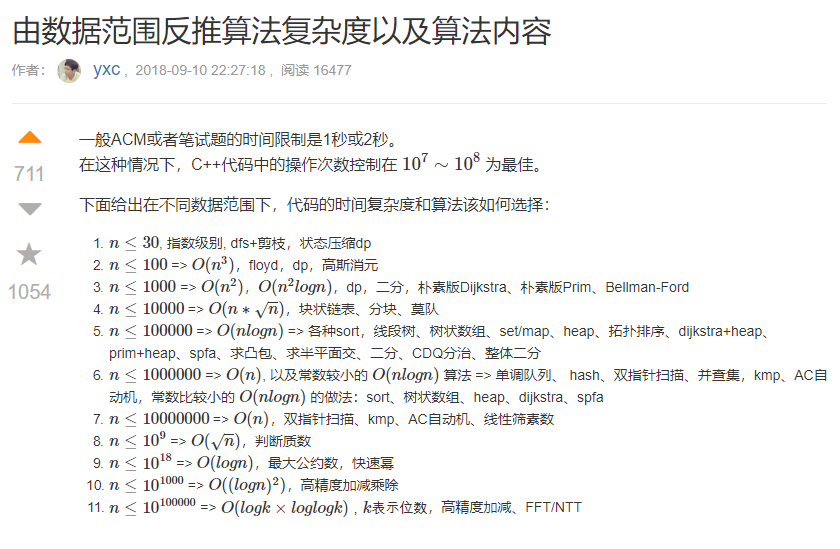 由数据范围反推算法复杂度以及算法内容
作者： yxc ， 2018-09-10 22:27:18 ， 阅读 16477
一般ACM或者笔试题的时间限制是1秒或2秒。
711
在这种情况下，C++代码中的操作次数控制在 10^7 ∼ 10^8 为最佳。
下面给出在不同数据范围下，代码的时间复杂度和算法该如何选择：
1054
1. n ≤ 30, 指数级别, dfs+剪枝，状态压缩dp
2. n ≤ 100 => O(n^3)，floyd，dp，高斯消元
3. n ≤ 1000 => O(n^2)，O(n^2logn)，dp，二分，朴素版Dijkstra、朴素版Prim、Bellman-Ford
4. n ≤ 10000 => O(n * √n)，块状链表、分块、莫队
5. n ≤ 100000 => O(nlogn) => 各种sort，线段树、树状数组、set/map、heap、拓扑排序、dijkstra+heap、
prim+heap、spfa、求凸包、求半平面交、二分、CDQ分治、整体二分
6. n ≤ 1000000 => O(n), 以及常数较小的 O(nlogn) 算法 => 单调队列、 hash、双指针扫描、并查集，kmp、AC自
动机，常数比较小的 O(nlogn) 的做法：sort、树状数组、heap、dijkstra、spfa
7. n ≤ 10000000 => O(n)，双指针扫描、kmp、AC自动机、线性筛素数
8. n ≤ 10^9 => O(√n)，判断质数
9. n ≤ 10^18 => O(logn)，最大公约数，快速幂
10. n ≤ 10^1000 => O((logn)^2)，高精度加减乘除
11. n ≤ 10^100000 => O(logk × loglogk)，k表示位数，高精度加减、FFT/NTT